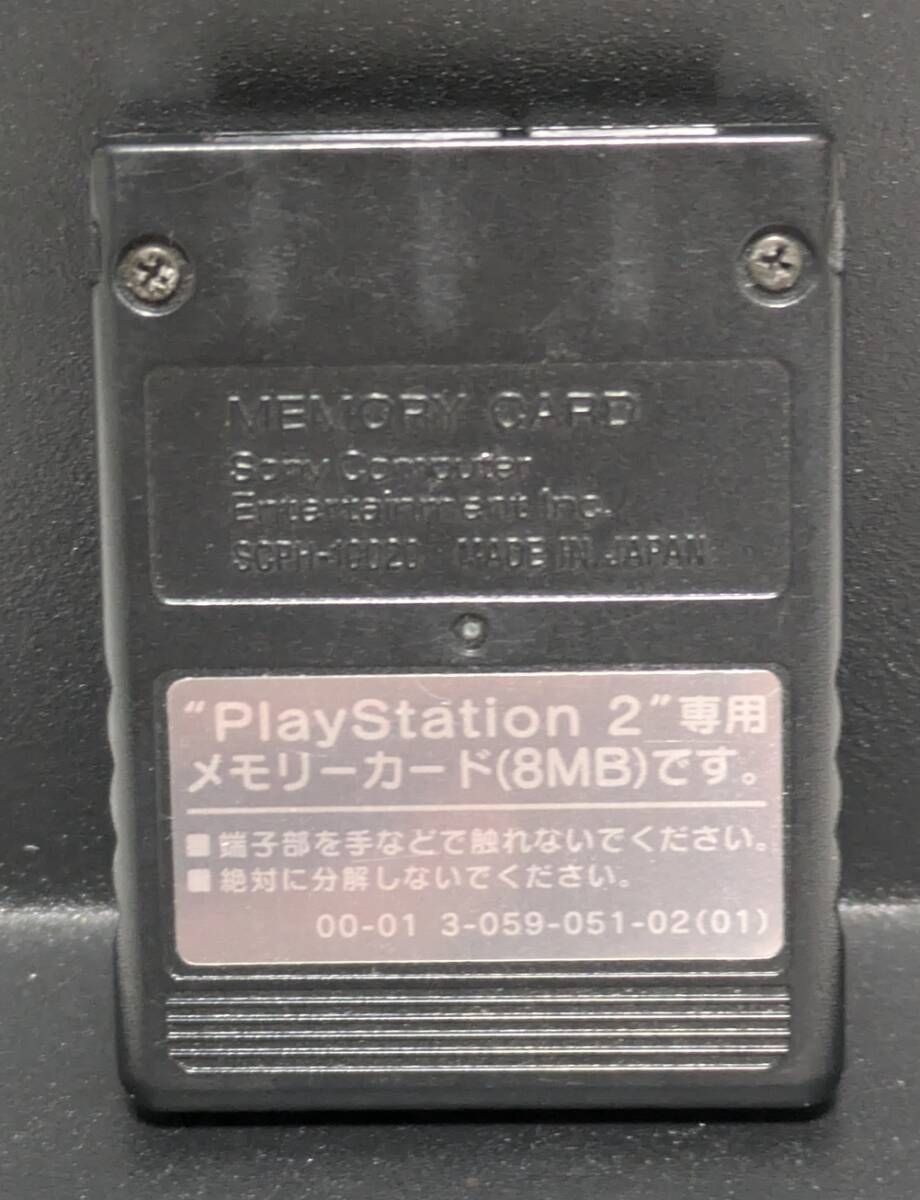 MEMORY CARD
Sony Computer
Entertainment Inc.
SCPH-10020 MADE IN JAPAN
“PlayStation 2”専用
メモリーカード(8MB)です。
■端子部を手などで触れないでください。
■絶対に分解しないでください。
00-01 3-059-051-02(01)